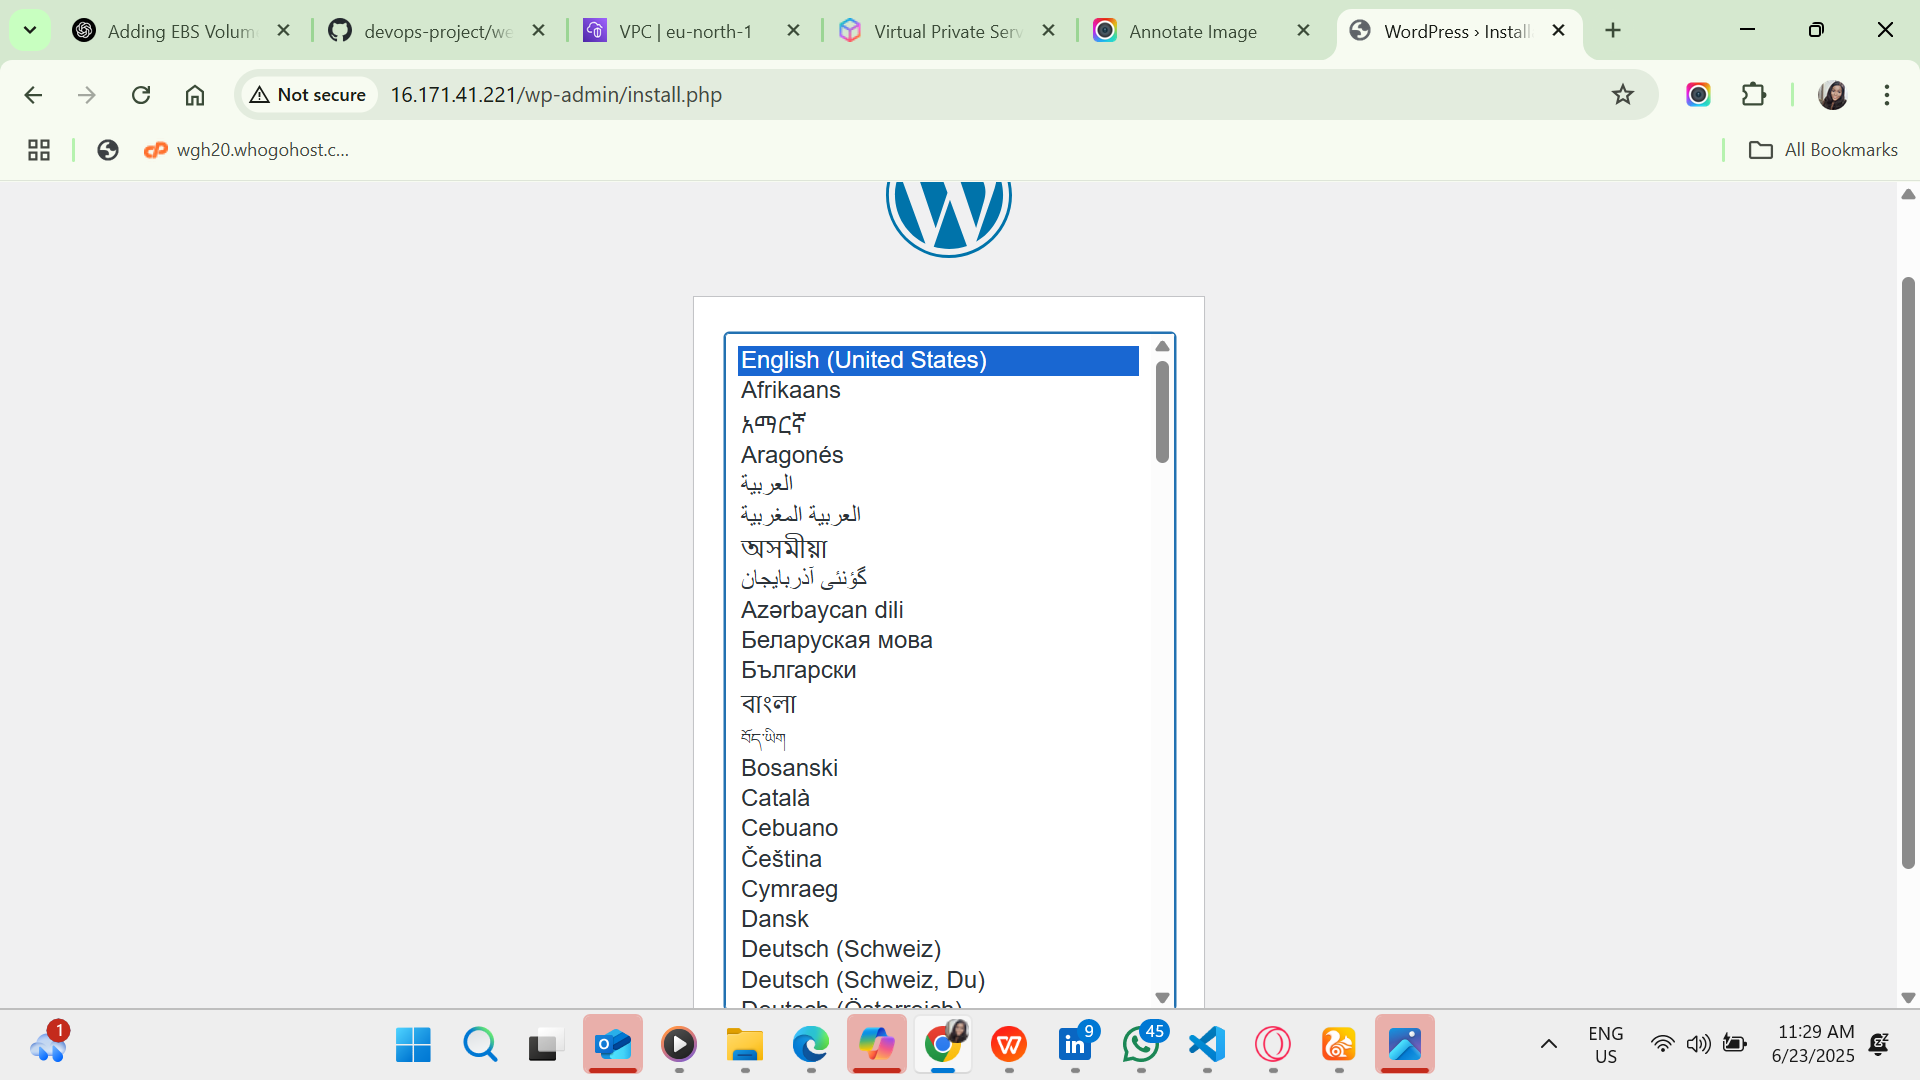 Adding EBS Volum
devops-project/we
VPC | eu-north-1
Virtual Private Serv
Annotate Image
WordPress › Install
Not secure
16.171.41.221/wp-admin/install.php
wgh20.whogohost.c...
All Bookmarks
English (United States)
Afrikaans
አማርኛ
Aragonés
العربية
العربية المغربية
অসমীয়া
گؤنئی آذربایجان
Azərbaycan dili
Беларуская мова
Български
বাংলা
བོད་ཡིག
Bosanski
Català
Cebuano
Čeština
Cymraeg
Dansk
Deutsch (Schweiz)
Deutsch (Schweiz, Du)
Deutsch (Österreich)
1
9
45
ENG
US
11:29 AM
6/23/2025